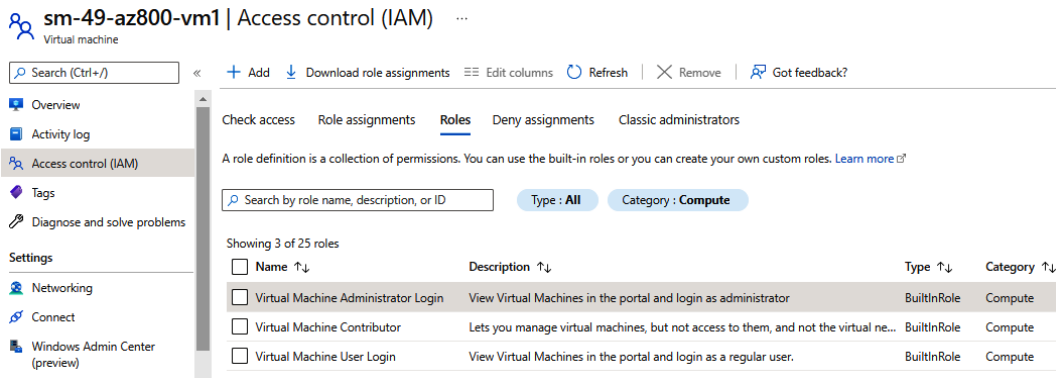 sm-49-az800-vm1 | Access control (IAM) ...
Virtual machine
Search (Ctrl+/) «
Overview
Activity log
Access control (IAM)
Tags
Diagnose and solve problems
Settings
Networking
Connect
Windows Admin Center
(preview)
+ Add Download role assignments Edit columns Refresh Remove Got feedback?
Check access Role assignments Roles Deny assignments Classic administrators
A role definition is a collection of permissions. You can use the built-in roles or you can create your own custom roles. Learn more
Search by role name, description, or ID Type : All Category : Compute
Showing 3 of 25 roles
Name ↑↓ Description ↑↓ Type ↑↓ Category ↑↓
Virtual Machine Administrator Login View Virtual Machines in the portal and login as administrator BuiltInRole Compute
Virtual Machine Contributor Lets you manage virtual machines, but not access to them, and not the virtual ne... BuiltInRole Compute
Virtual Machine User Login View Virtual Machines in the portal and login as a regular user. BuiltInRole Compute